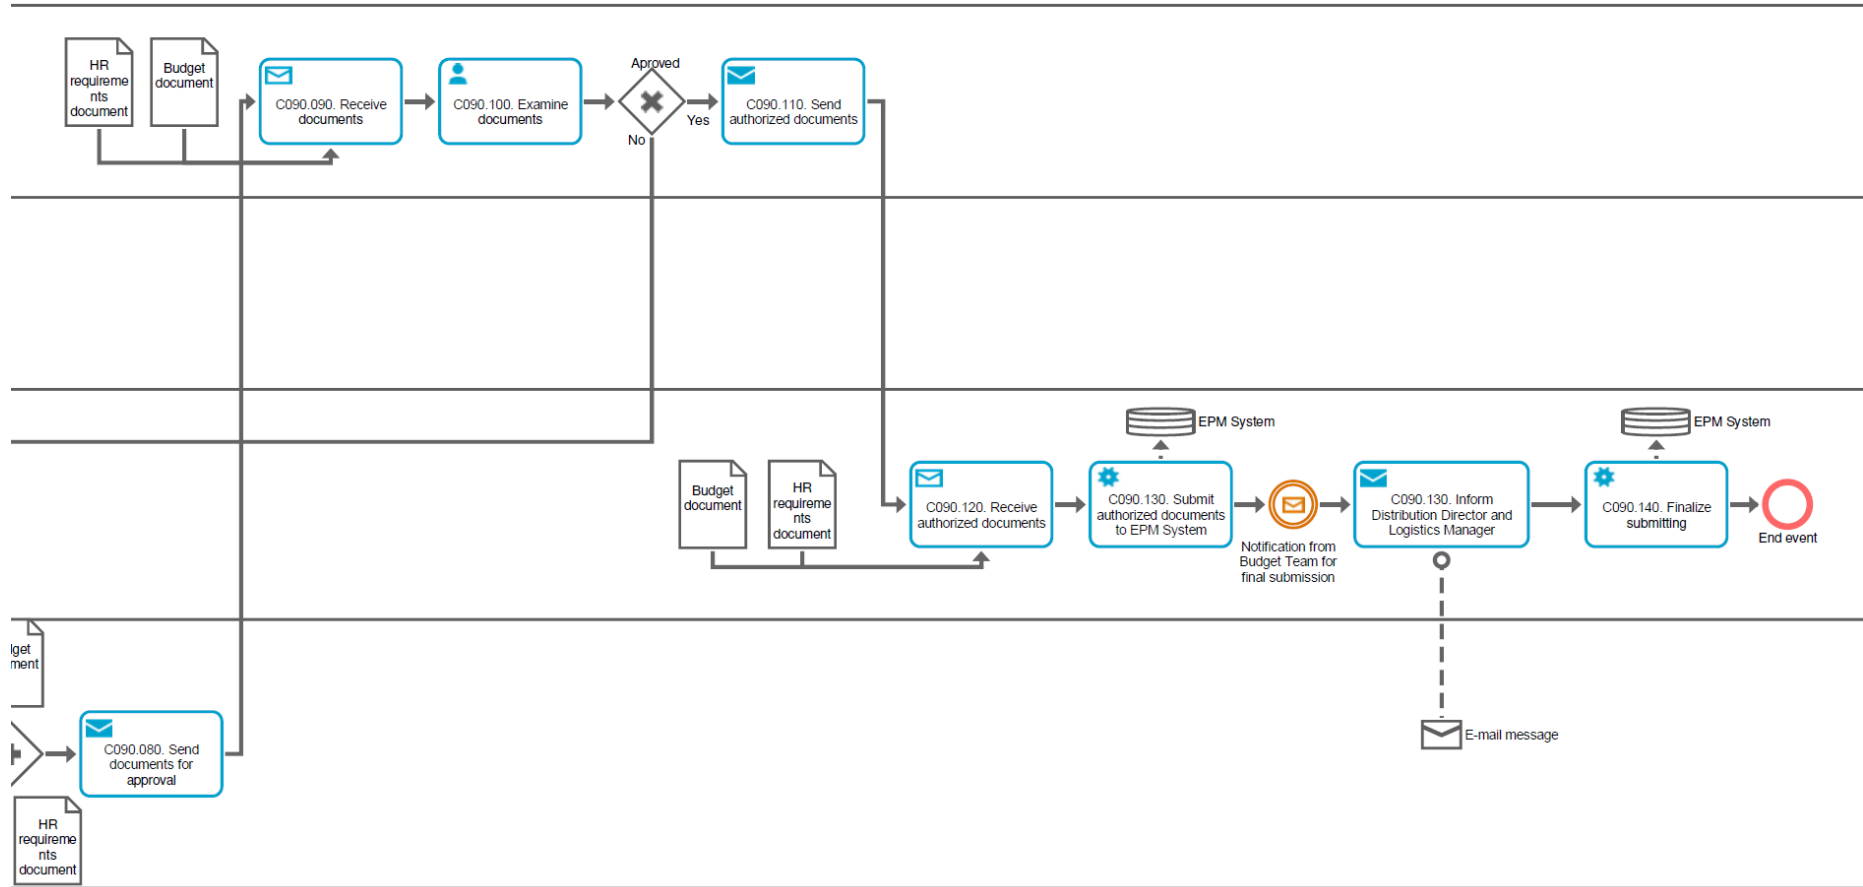 HR
requireme
nts
document
Budget
document
C090.090. Receive
documents
C090.100. Examine
documents
Aproved
Yes
No
C090.110. Send
authorized documents
EPM System
EPM System
Budget
document
HR
requireme
nts
document
C090.120. Receive
authorized documents
C090.130. Submit
authorized documents
to EPM System
Notification from
Budget Team for
final submission
C090.130. Inform
Distribution Director and
Logistics Manager
C090.140. Finalize
submitting
End event
lget
ment
C090.080. Send
documents for
approval
E-mail message
HR
requireme
nts
document